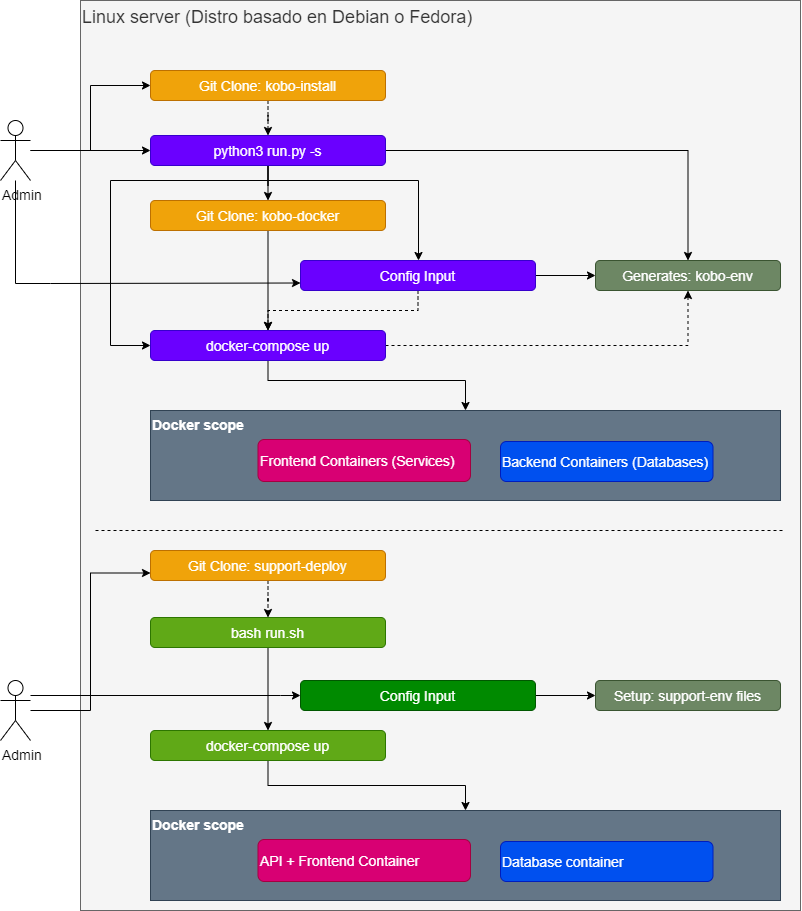 Linux server (Distro basado en Debian o Fedora)
Git Clone: kobo-install
python3 run.py -s
Admin
Git Clone: kobo-docker
Config Input
Generates: kobo-env
docker-compose up
Docker scope
Frontend Containers (Services)
Backend Containers (Databases)
Git Clone: support-deploy
bash run.sh
Config Input
Setup: support-env files
Admin
docker-compose up
Docker scope
API + Frontend Container
Database container